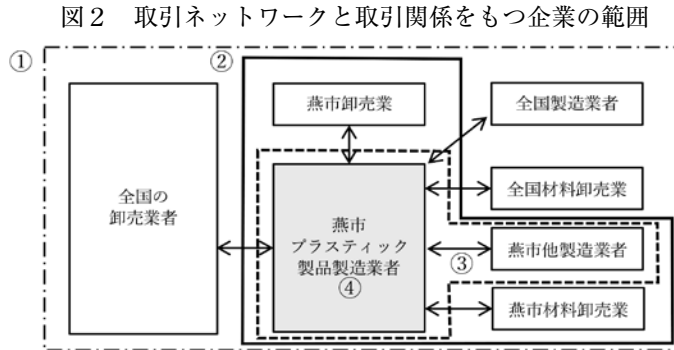 図２　取引ネットワークと取引関係をもつ企業の範囲
①
②
燕市卸売業
全国製造業者
全国の
卸売業者
全国材料卸売業
燕市
プラスティック
製品製造業者
④
③
燕市他製造業者
燕市材料卸売業